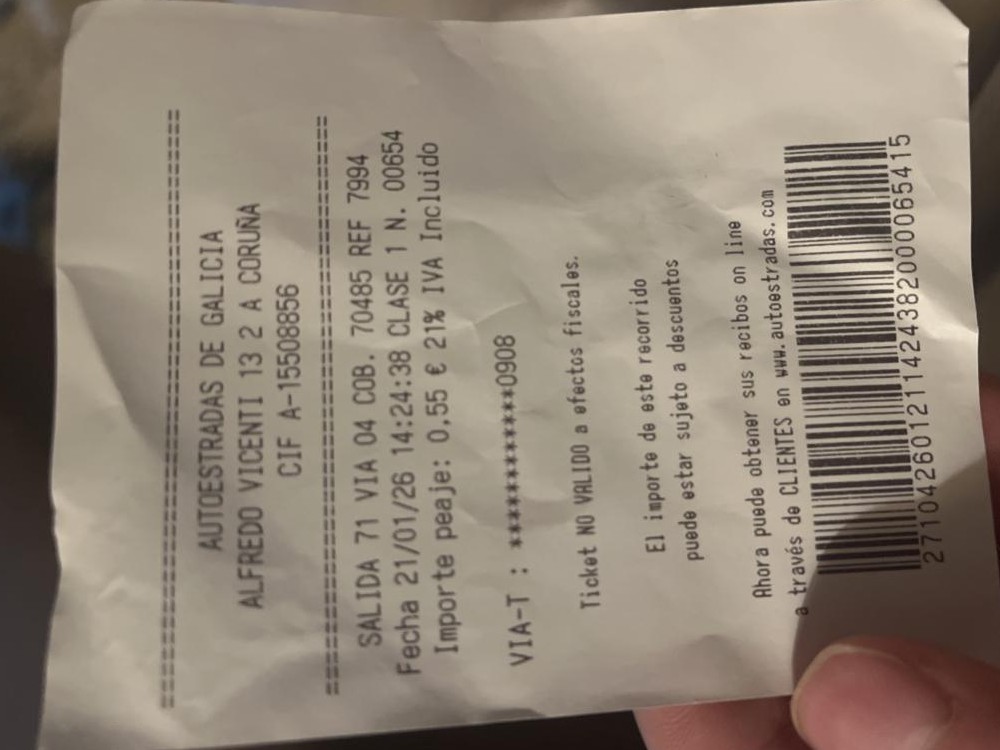 ================================================
AUTOESTRADAS DE GALICIA
ALFREDO VICENTI 13 2 A CORUÑA
CIF A-15508856
================================================
SALIDA 71 VIA 04 COB. 70485 REF 7994
Fecha 21/01/26 14:24:38 CLASE 1 N. 00654
Importe peaje: 0,55 € 21% IVA Incluido
VIA-T : ************0908
Ticket NO VALIDO a efectos fiscales.
El importe de este recorrido
puede estar sujeto a descuentos
Ahora puede obtener sus recibos on line
a través de CLIENTES en www.autoestradas.com
27104260121142438200006​5415